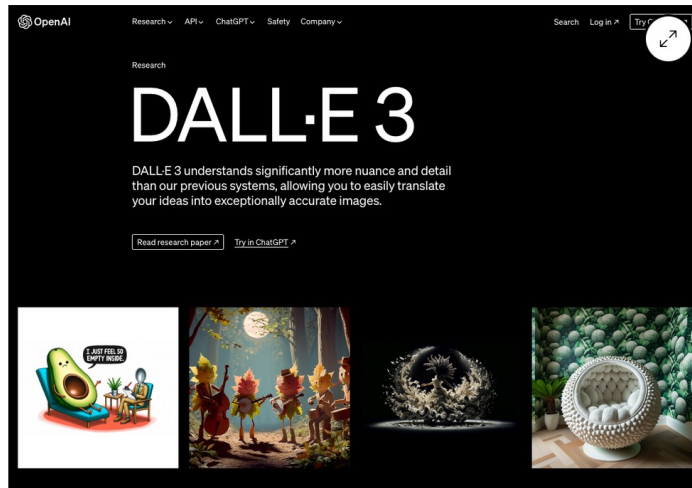 OpenAI
Research API ChatGPT Safety Company
Search Log in ↗ Try
Research
DALL·E 3
DALL·E 3 understands significantly more nuance and detail
than our previous systems, allowing you to easily translate
your ideas into exceptionally accurate images.
Read research paper ↗ Try in ChatGPT ↗
I JUST FEEL SO
EMPTY INSIDE.